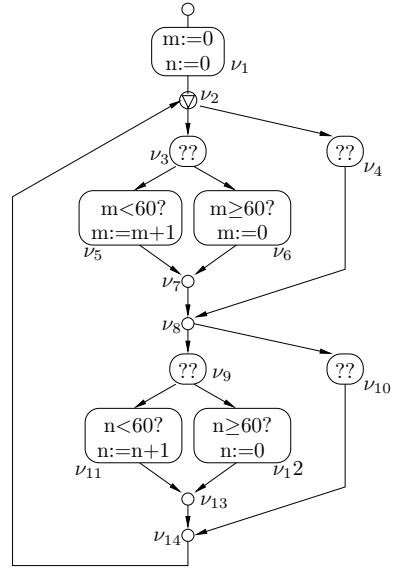 m:=0
n:=0
ν1
ν2
??
ν3
??
ν4
m<60?
m:=m+1
m≥60?
m:=0
ν5
ν6
ν7
ν8
??
ν9
??
ν10
n<60?
n:=n+1
n≥60?
n:=0
ν11
ν12
ν13
ν14